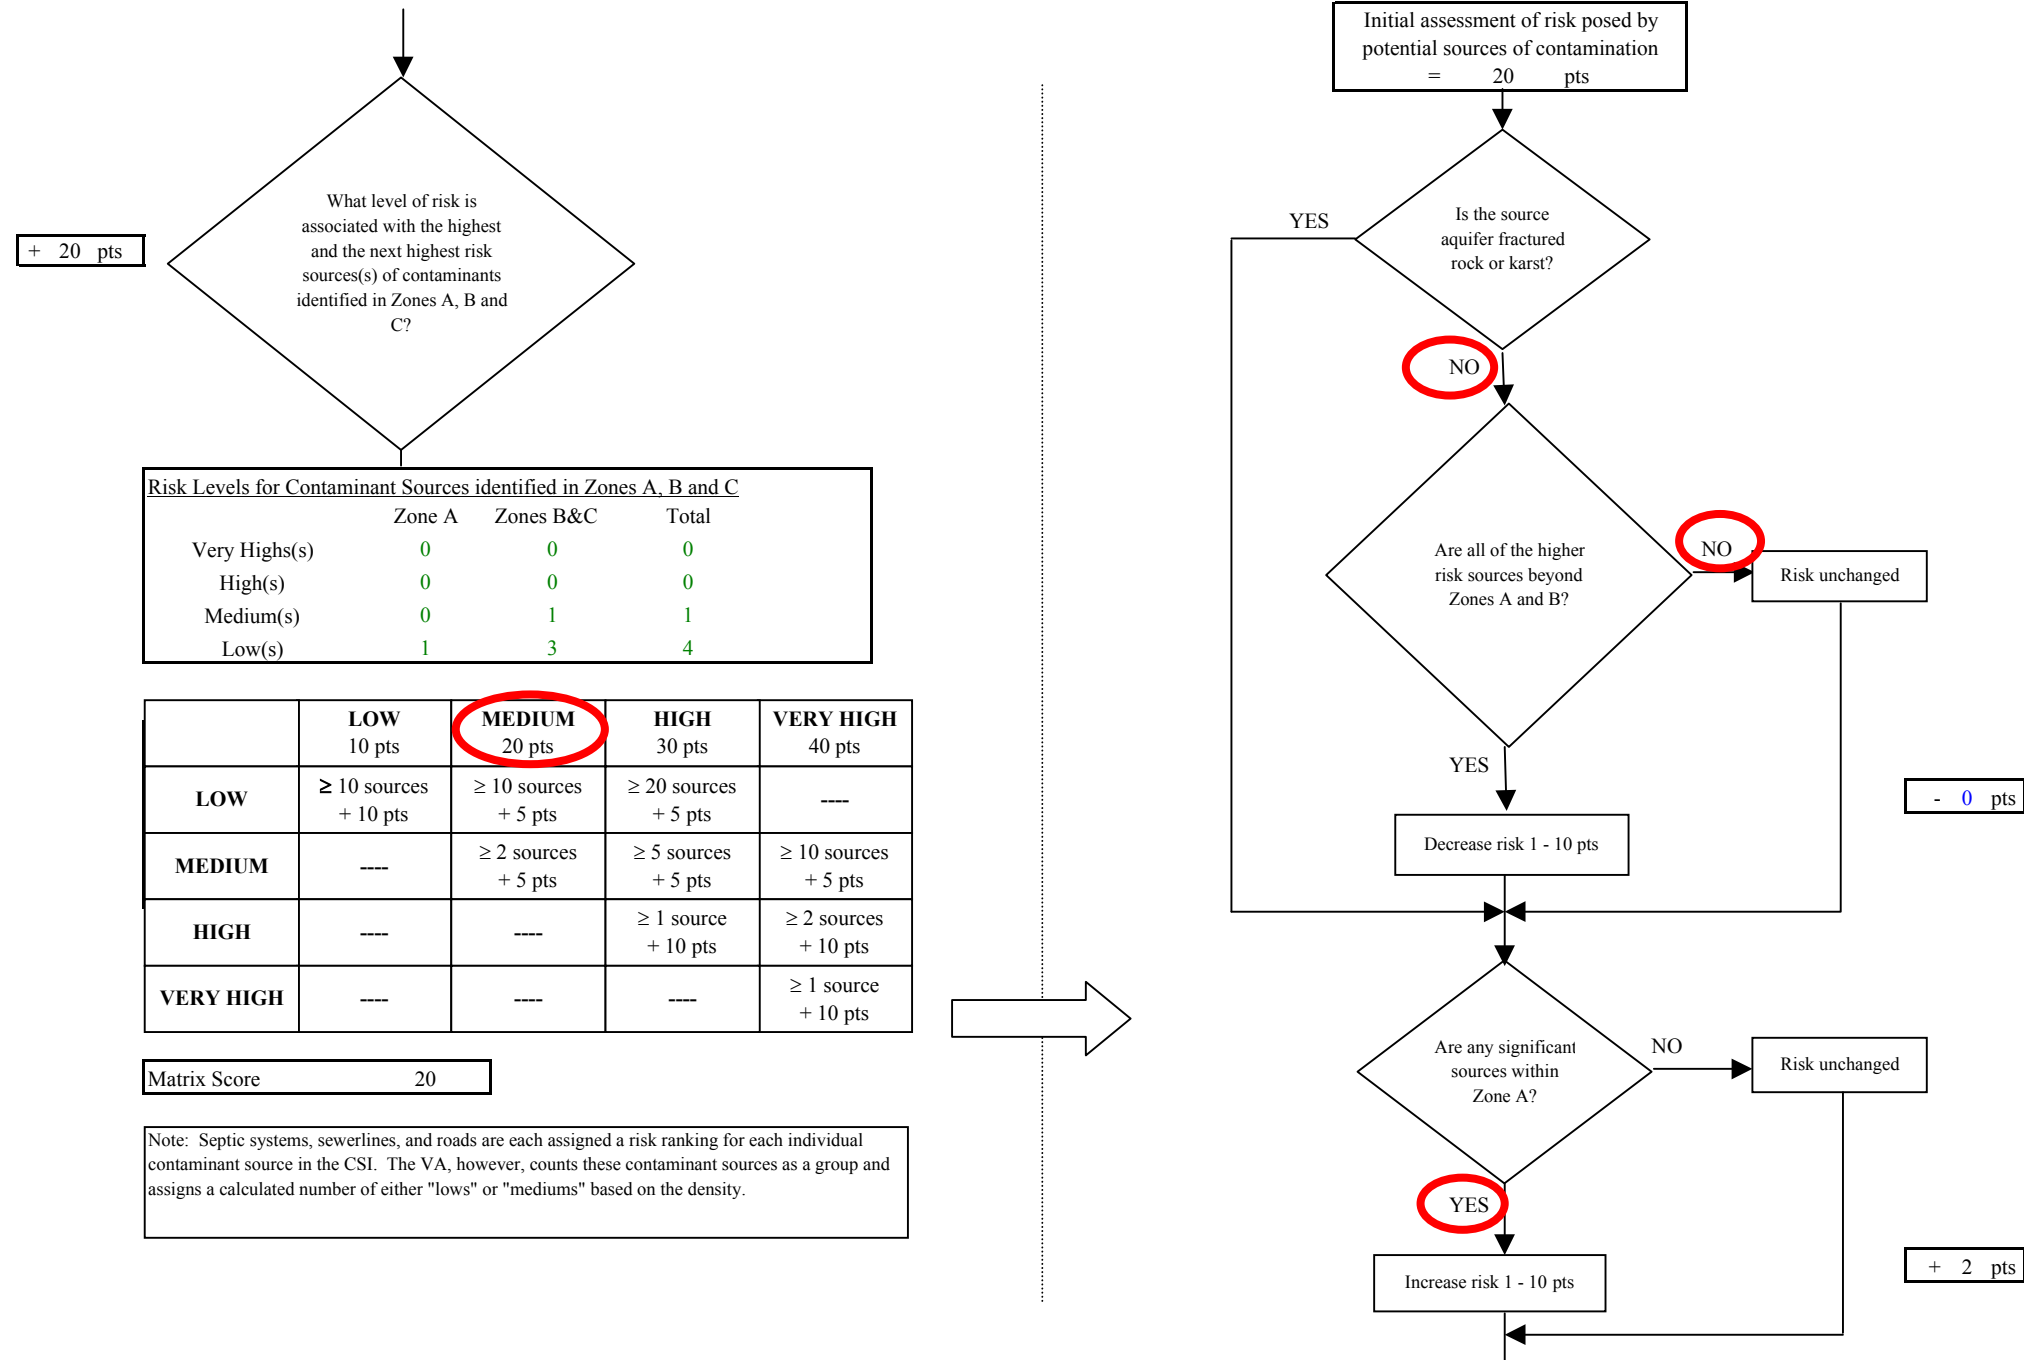 + 20 pts
What level of risk is
associated with the highest
and the next highest risk
sources(s) of contaminants
identified in Zones A, B and
C?
Risk Levels for Contaminant Sources identified in Zones A, B and C
Zone A Zones B&C Total
Very Highs(s) 0 0 0
High(s) 0 0 0
Medium(s) 0 1 1
Low(s) 1 3 4
LOW MEDIUM HIGH VERY HIGH
10 pts 20 pts 30 pts 40 pts
LOW ≥ 10 sources ≥ 10 sources ≥ 20 sources ----
+ 10 pts + 5 pts + 5 pts
MEDIUM ---- ≥ 2 sources ≥ 5 sources ≥ 10 sources
+ 5 pts + 5 pts + 5 pts
HIGH ---- ---- ≥ 1 source ≥ 2 sources
+ 10 pts + 10 pts
VERY HIGH ---- ---- ---- ≥ 1 source
+ 10 pts
Matrix Score 20
Note: Septic systems, sewerlines, and roads are each assigned a risk ranking for each individual
contaminant source in the CSI. The VA, however, counts these contaminant sources as a group and
assigns a calculated number of either "lows" or "mediums" based on the density.
Initial assessment of risk posed by
potential sources of contamination
= 20 pts
YES
Is the source
aquifer fractured
rock or karst?
NO
Are all of the higher
risk sources beyond
Zones A and B?
NO
Risk unchanged
YES
Decrease risk 1 - 10 pts
- 0 pts
Are any significant
sources within
Zone A?
NO
Risk unchanged
YES
Increase risk 1 - 10 pts
+ 2 pts